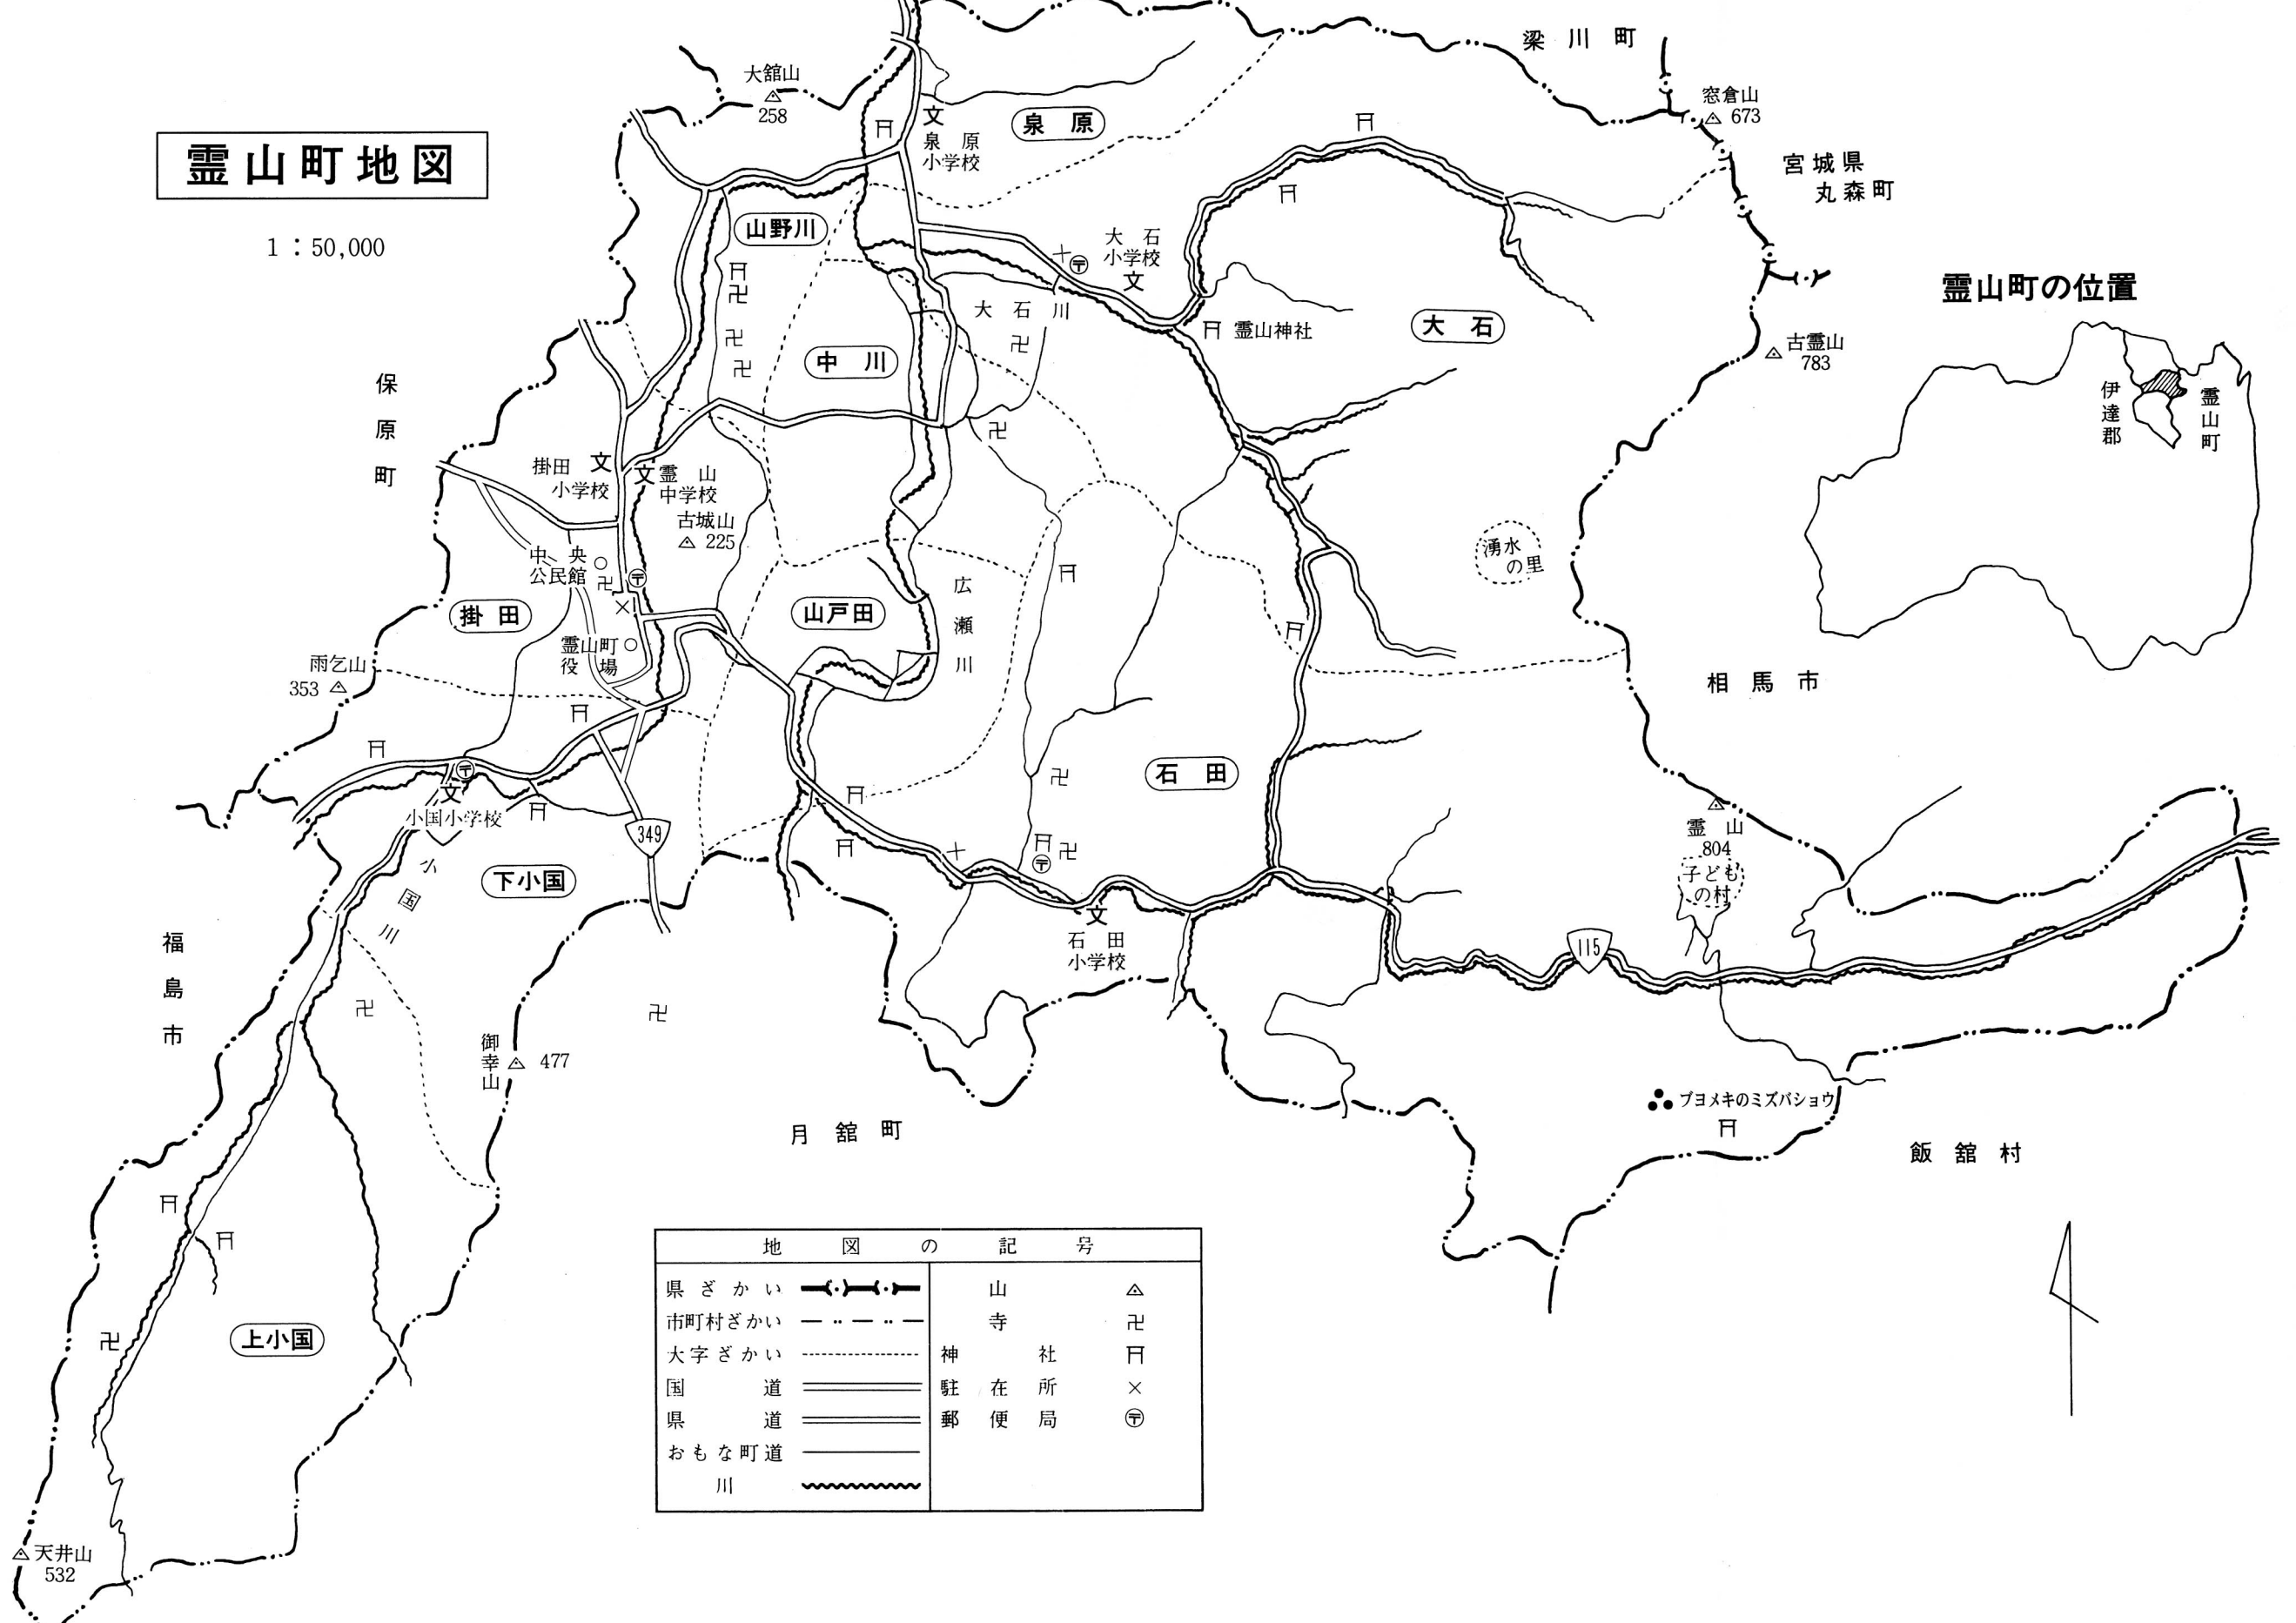 霊山町地図
1：50,000
梁川町
大舘山
258
窓倉山
673
宮城県
丸森町
泉原
泉原
小学校
山野川
大石
小学校
大石川
霊山神社
大石
中川
古霊山
783
霊山町の位置
伊達郡
霊山町
保原町
掛田
小学校
霊山
中学校
古城山
225
中央
公民館
掛田
霊山町
役場
山戸田
広瀬川
湧水
の里
雨乞山
353
相馬市
石田
小国小学校
小国川
349
下小国
霊山
804
子ども
の村
115
石田
小学校
福島市
御幸山
477
月舘町
ブヨメキのミズバショウ
飯舘村
上小国
天井山
532
地図の記号
県ざかい
市町村ざかい
大字ざかい
国道
県道
おもな町道
川
山
寺
神社
駐在所
郵便局